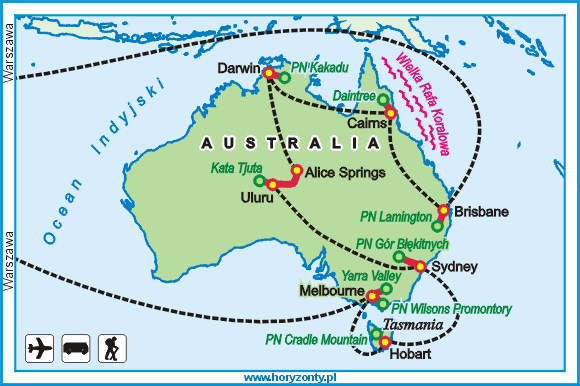 Warszawa
Darwin
PN Kakadu
Wielka Rafa Koralowa
Daintree
Cairns
Ocean Indyjski
AUSTRALIA
Kata Tjuta
Alice Springs
Uluru
PN Lamington
Brisbane
PN Gór Błękitnych
Sydney
Warszawa
Yarra Valley
Melbourne
PN Wilsons Promontory
Tasmania
PN Cradle Mountain
Hobart
www.horyzonty.pl